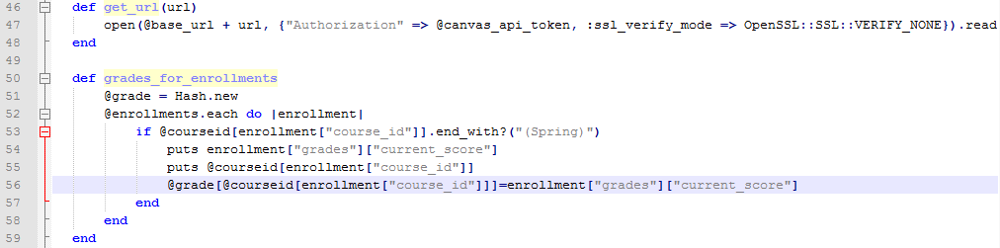 46 def get_url(url)
47 open(@base_url + url, {"Authorization" => @canvas_api_token, :ssl_verify_mode => OpenSSL::SSL::VERIFY_NONE}).read
48 end
49
50 def grades_for_enrollments
51 @grade = Hash.new
52 @enrollments.each do |enrollment|
53 if @courseid[enrollment["course_id"]].end_with?("(Spring)")
54 puts enrollment["grades"]["current_score"]
55 puts @courseid[enrollment["course_id"]]
56 @grade[@courseid[enrollment["course_id"]]]=enrollment["grades"]["current_score"]
57 end
58 end
59 end